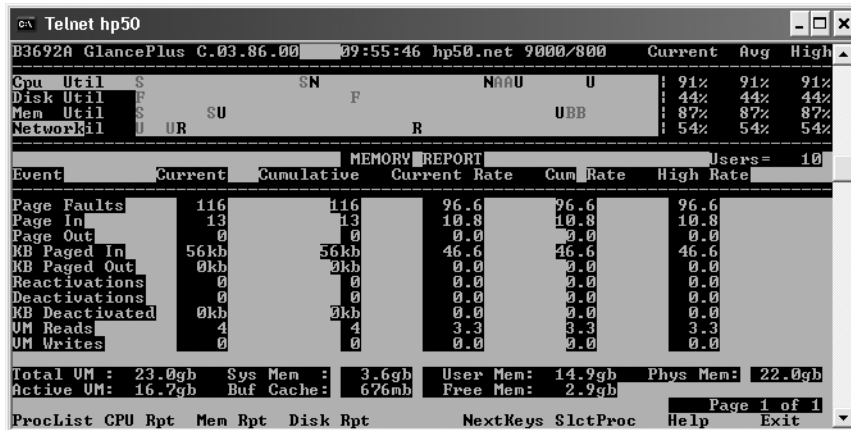 Telnet hp50
B3692A GlancePlus C.03.86.00 09:55:46 hp50.net 9000/800 Current Avg High
Cpu Util S SN NAAU U | 91% 91% 91%
Disk Util F F | 44% 44% 44%
Mem Util S SU UBB | 87% 87% 87%
Networkil U UR R | 54% 54% 54%
MEMORY REPORT Users= 10
Event Current Cumulative Current Rate Cum Rate High Rate
Page Faults 116 116 96.6 96.6 96.6
Page In 13 13 10.8 10.8 10.8
Page Out 0 0 0.0 0.0 0.0
KB Paged In 56kb 56kb 46.6 46.6 46.6
KB Paged Out 0kb 0kb 0.0 0.0 0.0
Reactivations 0 0 0.0 0.0 0.0
Deactivations 0 0 0.0 0.0 0.0
KB Deactivated 0kb 0kb 0.0 0.0 0.0
VM Reads 4 4 3.3 3.3 3.3
VM Writes 0 0 0.0 0.0 0.0
Total VM : 23.0gb Sys Mem : 3.6gb User Mem: 14.9gb Phys Mem: 22.0gb
Active VM: 16.7gb Buf Cache: 676mb Free Mem: 2.9gb
Page 1 of 1
ProcList CPU Rpt Mem Rpt Disk Rpt NextKeys SlctProc Help Exit